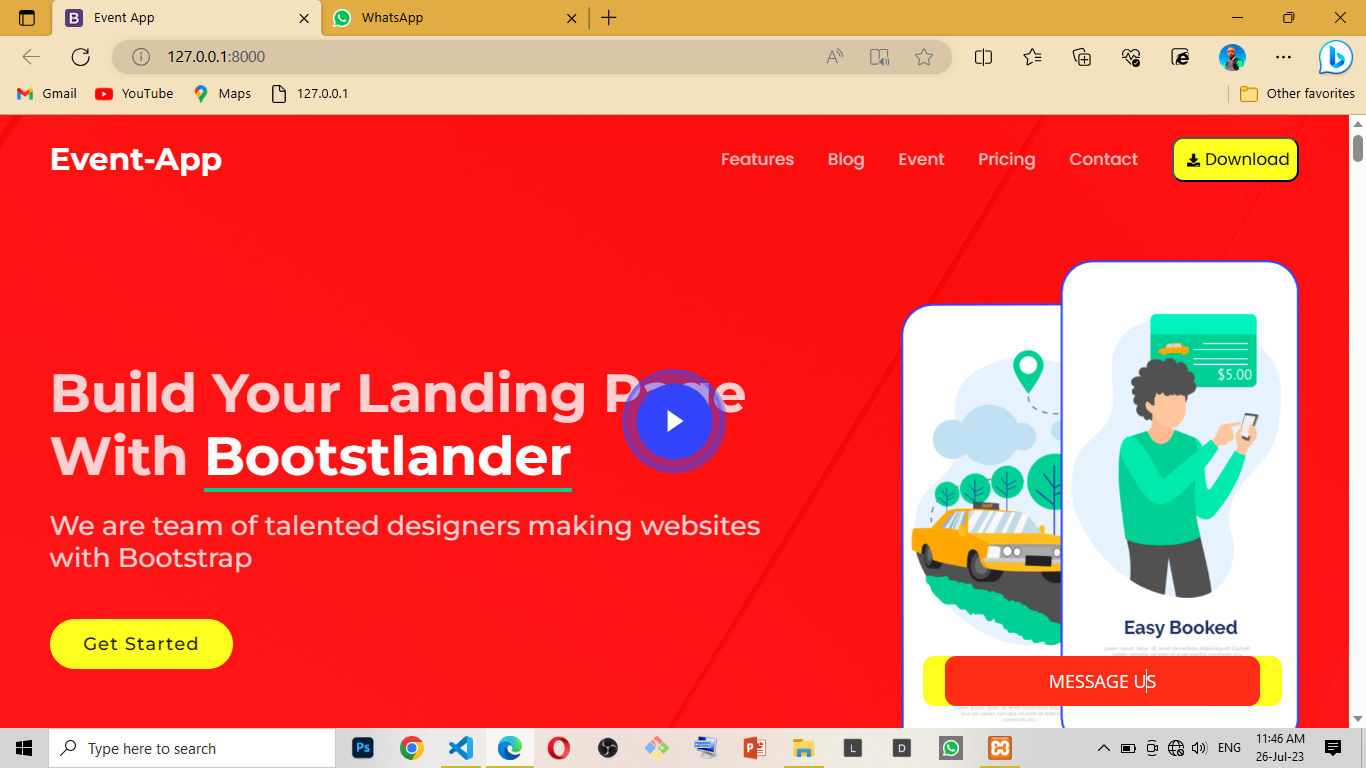 Event App
WhatsApp
127.0.0.1:8000
Gmail
YouTube
Maps
127.0.0.1
Other favorites
Event-App
Features
Blog
Event
Pricing
Contact
Download
$5.00
Build Your Landing Page
With Bootstlander
TAXI
We are team of talented designers making websites
with Bootstrap
Easy Booked
Get Started
MESSAGE US
Type here to search
Ps
L
D
ENG
11:46 AM
26-Jul-23